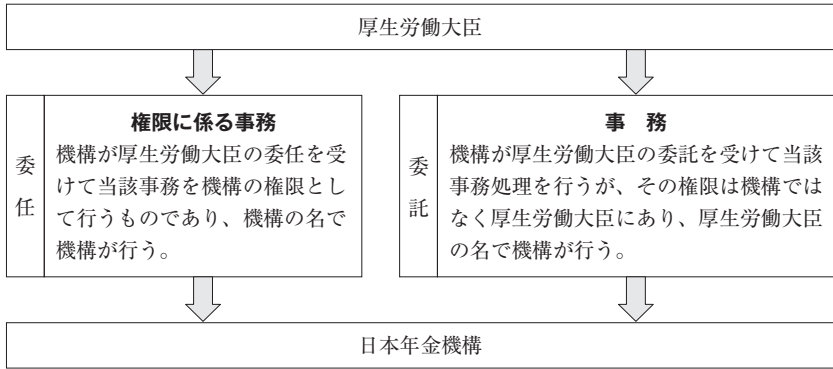 厚生労働大臣
委任
権限に係る事務
機構が厚生労働大臣の委任を受
けて当該事務を機構の権限とし
て行うものであり、機構の名で
機構が行う。
委託
事　務
機構が厚生労働大臣の委託を受けて当該
事務処理を行うが、その権限は機構では
なく厚生労働大臣にあり、厚生労働大臣
の名で機構が行う。
日本年金機構